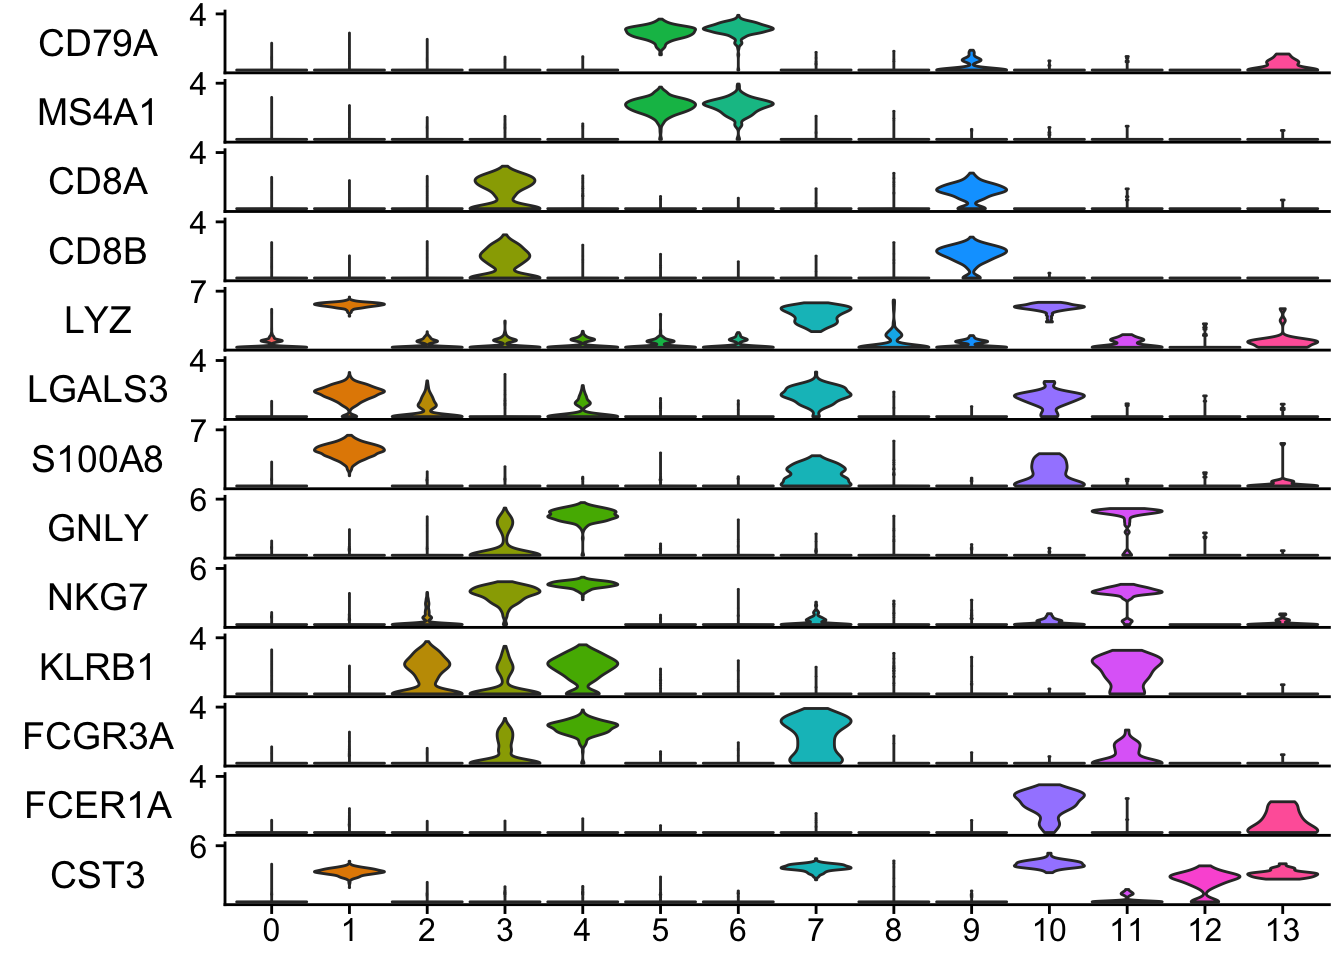 CD79A 4
MS4A1 4
CD8A 4
CD8B 4
LYZ 7
LGALS3 4
S100A8 7
GNLY 6
NKG7 6
KLRB1 4
FCGR3A 4
FCER1A 4
CST3 6
0 1 2 3 4 5 6 7 8 9 10 11 12 13